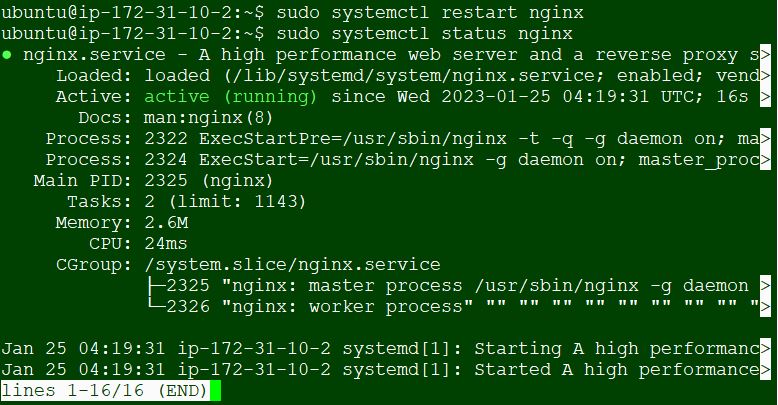 ubuntu@ip-172-31-10-2:~$ sudo systemctl restart nginx
ubuntu@ip-172-31-10-2:~$ sudo systemctl status nginx
● nginx.service - A high performance web server and a reverse proxy s>
     Loaded: loaded (/lib/systemd/system/nginx.service; enabled; vend>
     Active: active (running) since Wed 2023-01-25 04:19:31 UTC; 16s >
       Docs: man:nginx(8)
    Process: 2322 ExecStartPre=/usr/sbin/nginx -t -q -g daemon on; ma>
    Process: 2324 ExecStart=/usr/sbin/nginx -g daemon on; master_proc>
   Main PID: 2325 (nginx)
      Tasks: 2 (limit: 1143)
     Memory: 2.6M
        CPU: 24ms
     CGroup: /system.slice/nginx.service
             ├─2325 "nginx: master process /usr/sbin/nginx -g daemon >
             └─2326 "nginx: worker process" "" "" "" "" "" "" "" "" ">

Jan 25 04:19:31 ip-172-31-10-2 systemd[1]: Starting A high performanc>
Jan 25 04:19:31 ip-172-31-10-2 systemd[1]: Started A high performance>
lines 1-16/16 (END)